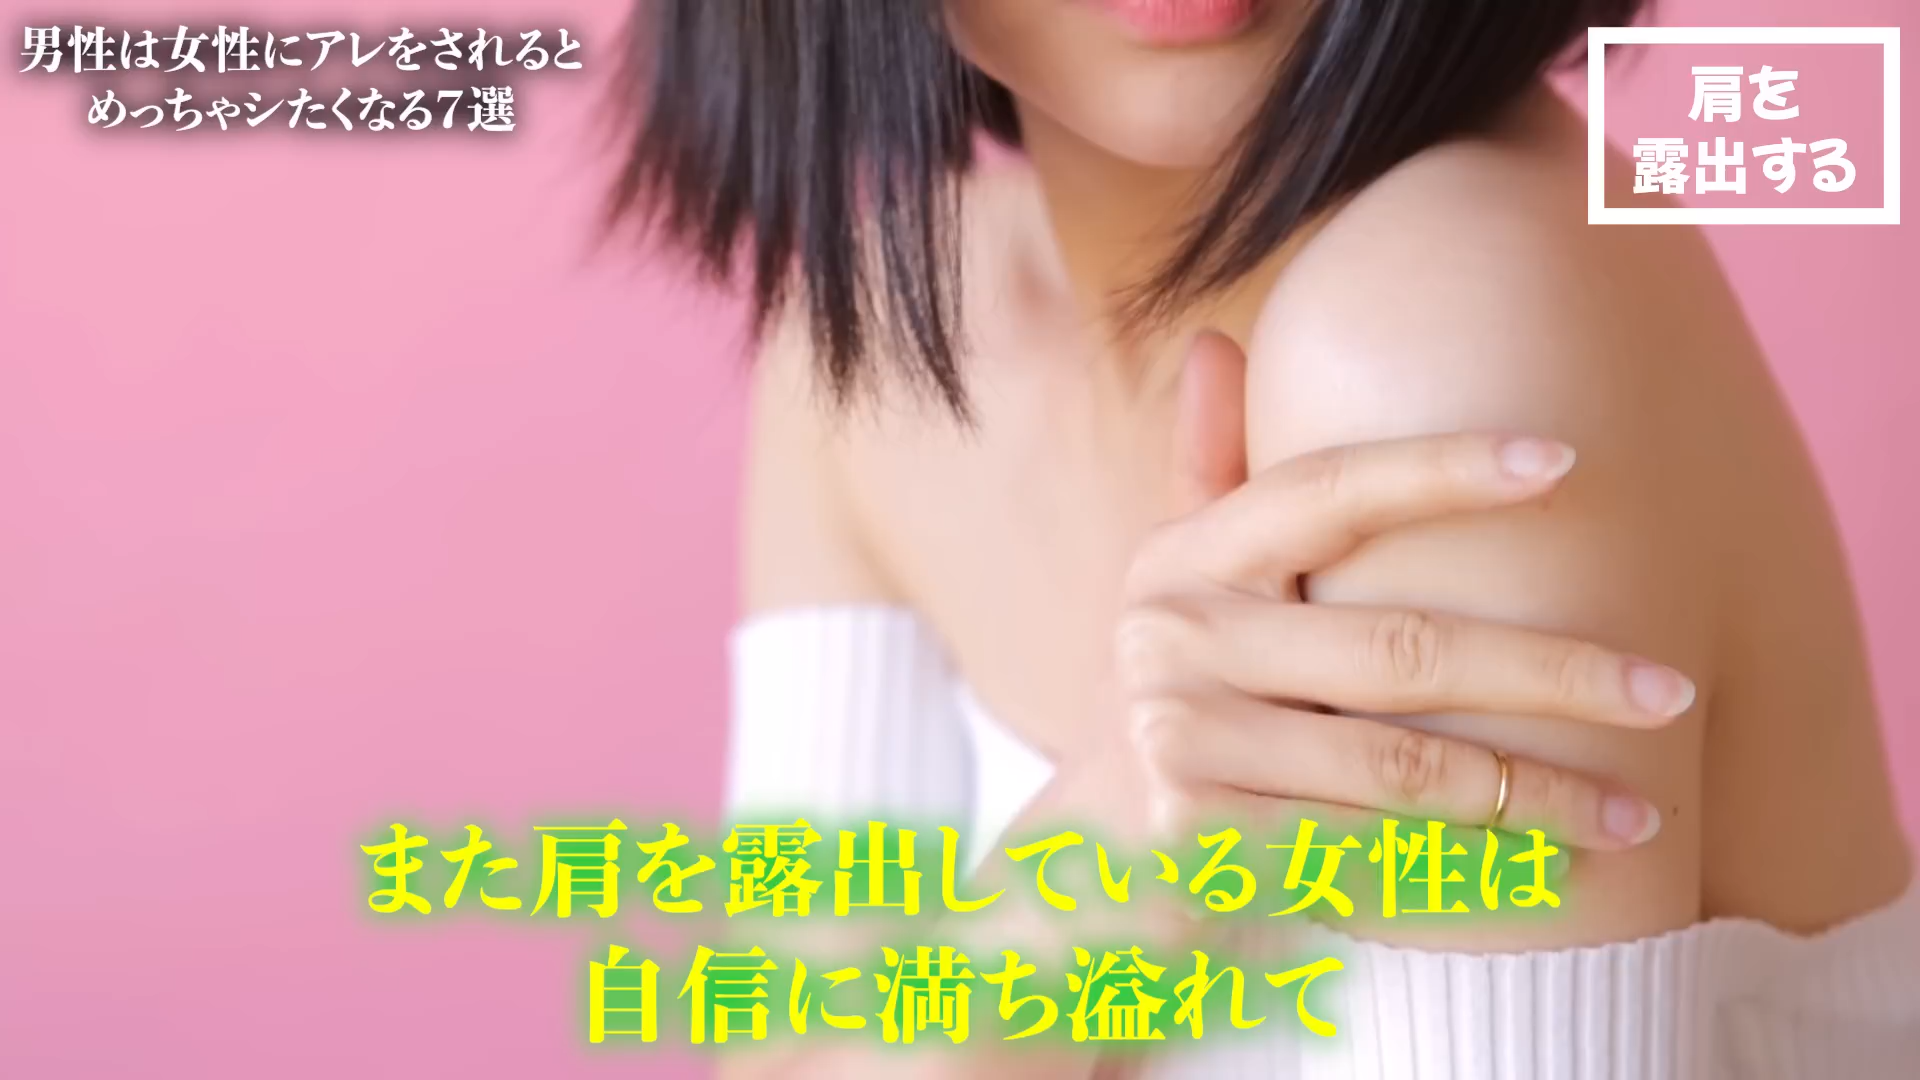 男性は女性にアレをされると
めっちゃシたくなる7選
肩を
露出する
また肩を露出している女性は
自信に満ち溢れて